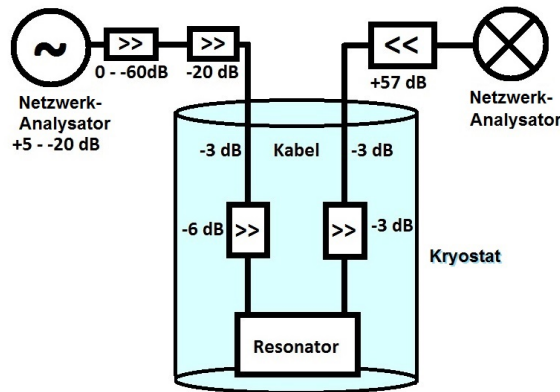 ~
>>
>>
<<
0 - -60dB
-20 dB
+57 dB
Netzwerk-
Analysator
+5 - -20 dB
Netzwerk-
Analysator
-3 dB
Kabel
-3 dB
-6 dB
>>
>>
-3 dB
Kryostat
Resonator